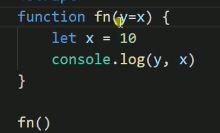 function fn(y=x) {
    let x = 10
    console.log(y, x)
}
fn()